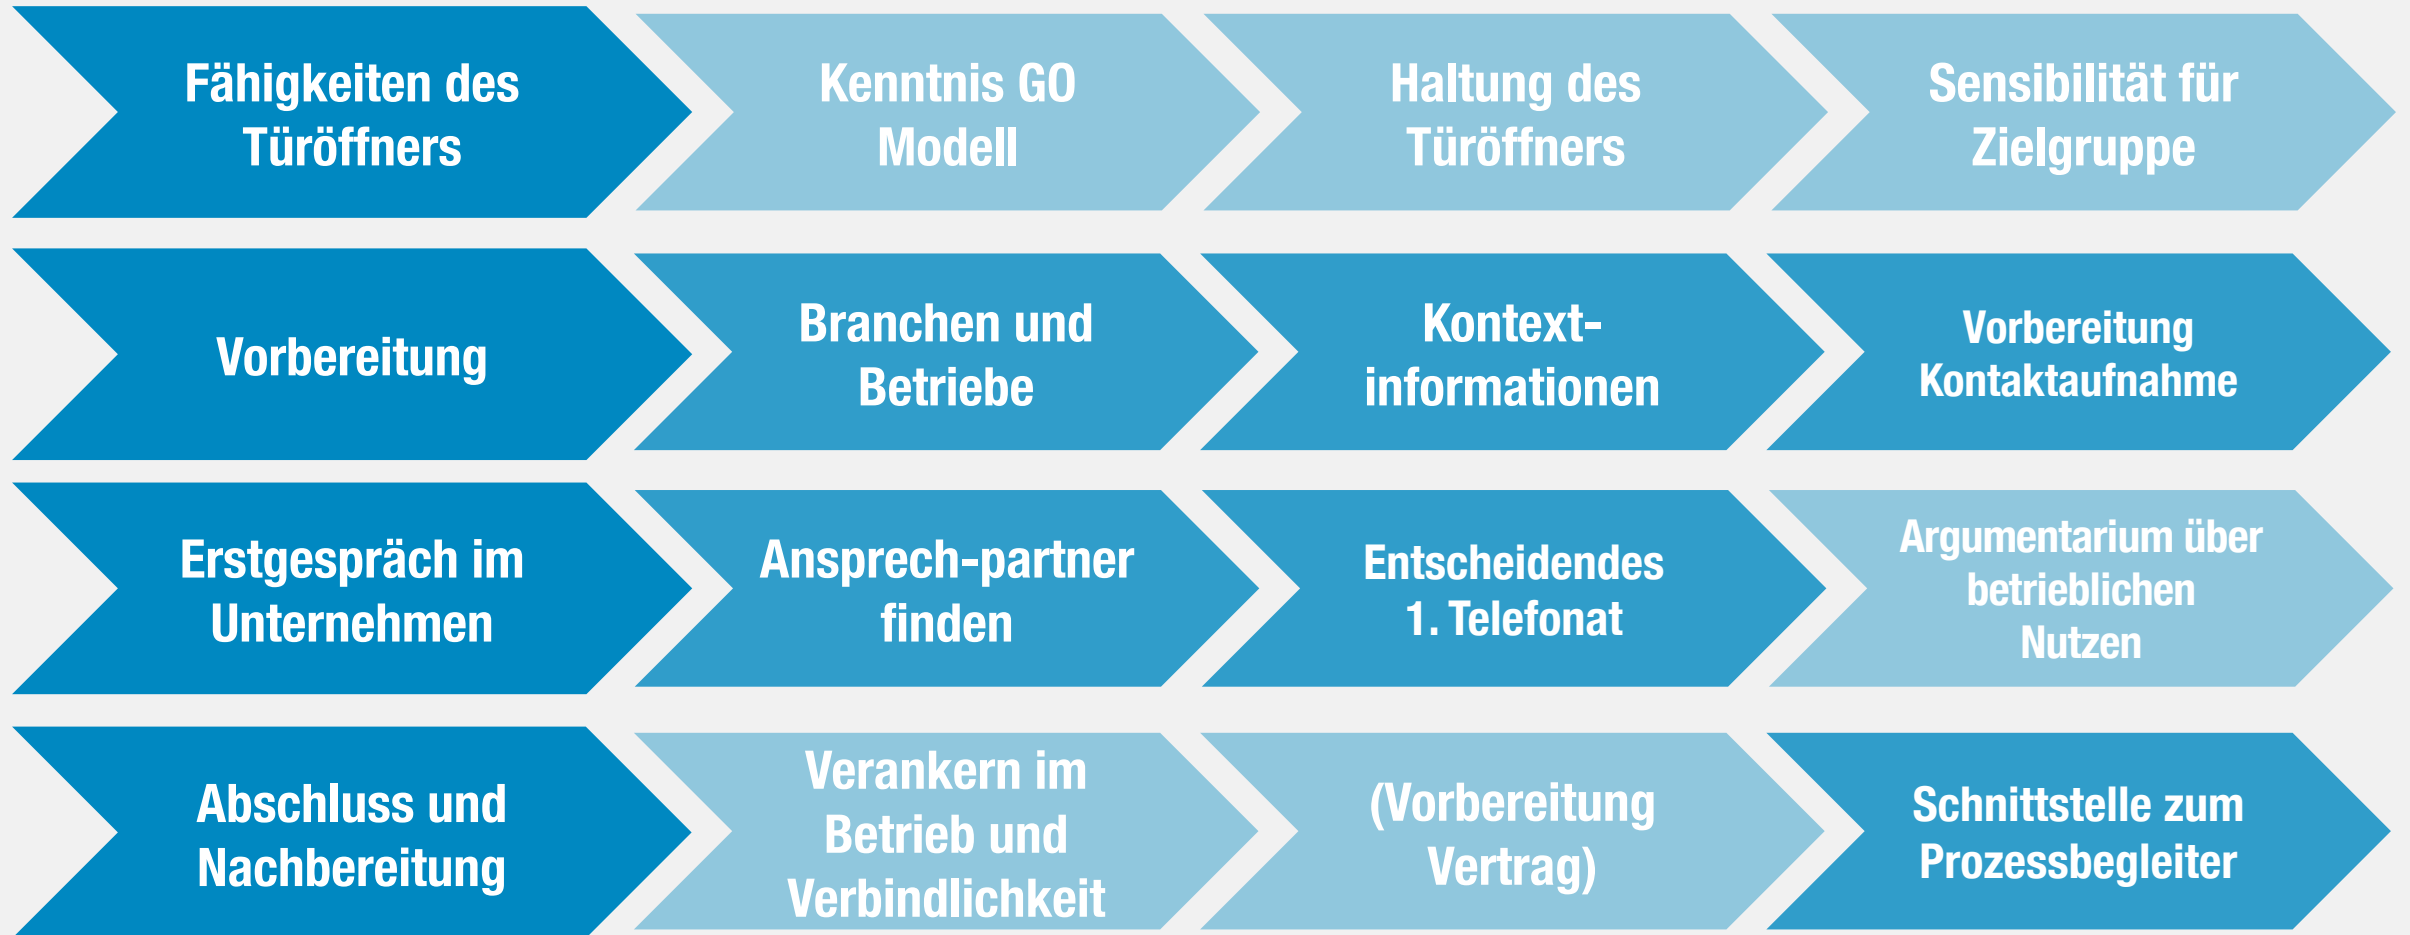 Fähigkeiten des
Türöffners
Kenntnis GO
Modell
Haltung des
Türöffners
Sensibilität für
Zielgruppe
Vorbereitung
Branchen und
Betriebe
Kontext-
informationen
Vorbereitung
Kontaktaufnahme
Erstgespräch im
Unternehmen
Ansprech-partner
finden
Entscheidendes
1. Telefonat
Argumentarium über
betrieblichen
Nutzen
Abschluss und
Nachbereitung
Verankern im
Betrieb und
Verbindlichkeit
(Vorbereitung
Vertrag)
Schnittstelle zum
Prozessbegleiter